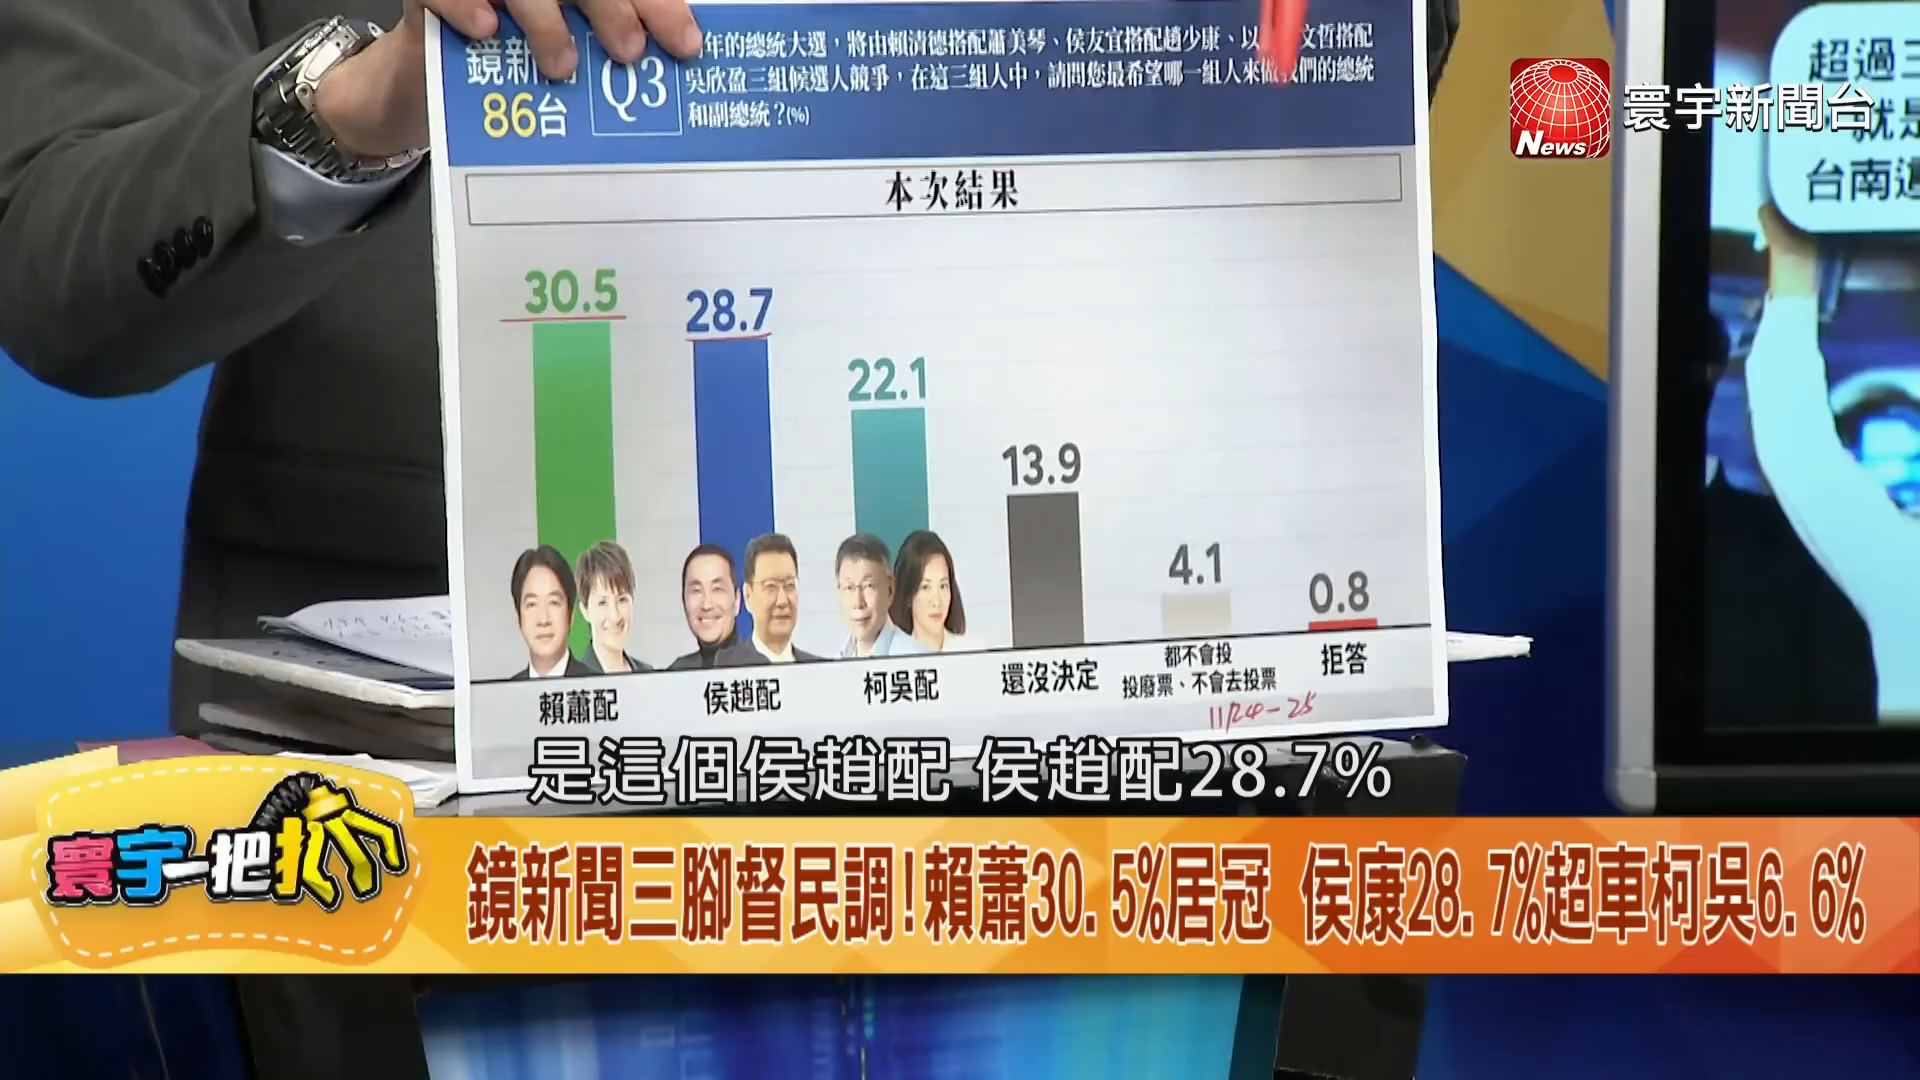 鏡新聞
86台
Q3
年的總統大選，將由賴清德搭配蕭美琴、侯友宜搭配趙少康、以 文哲搭配
吳欣盈三組候選人競爭，在這三組人中，請問您最希望哪一組人來做我們的總統
和副總統？(%)
News
寰宇新聞台
超過三
就是
台南
本次結果
30.5
28.7
22.1
13.9
4.1
0.8
賴蕭配
侯趙配
柯吳配
還沒決定
都不會投
投廢票、不會去投票
拒答
11/24-25
是這個侯趙配 侯趙配28.7%
寰宇一把抓
鏡新聞三腳督民調!賴蕭30.5%居冠 侯康28.7%超車柯吳6.6%